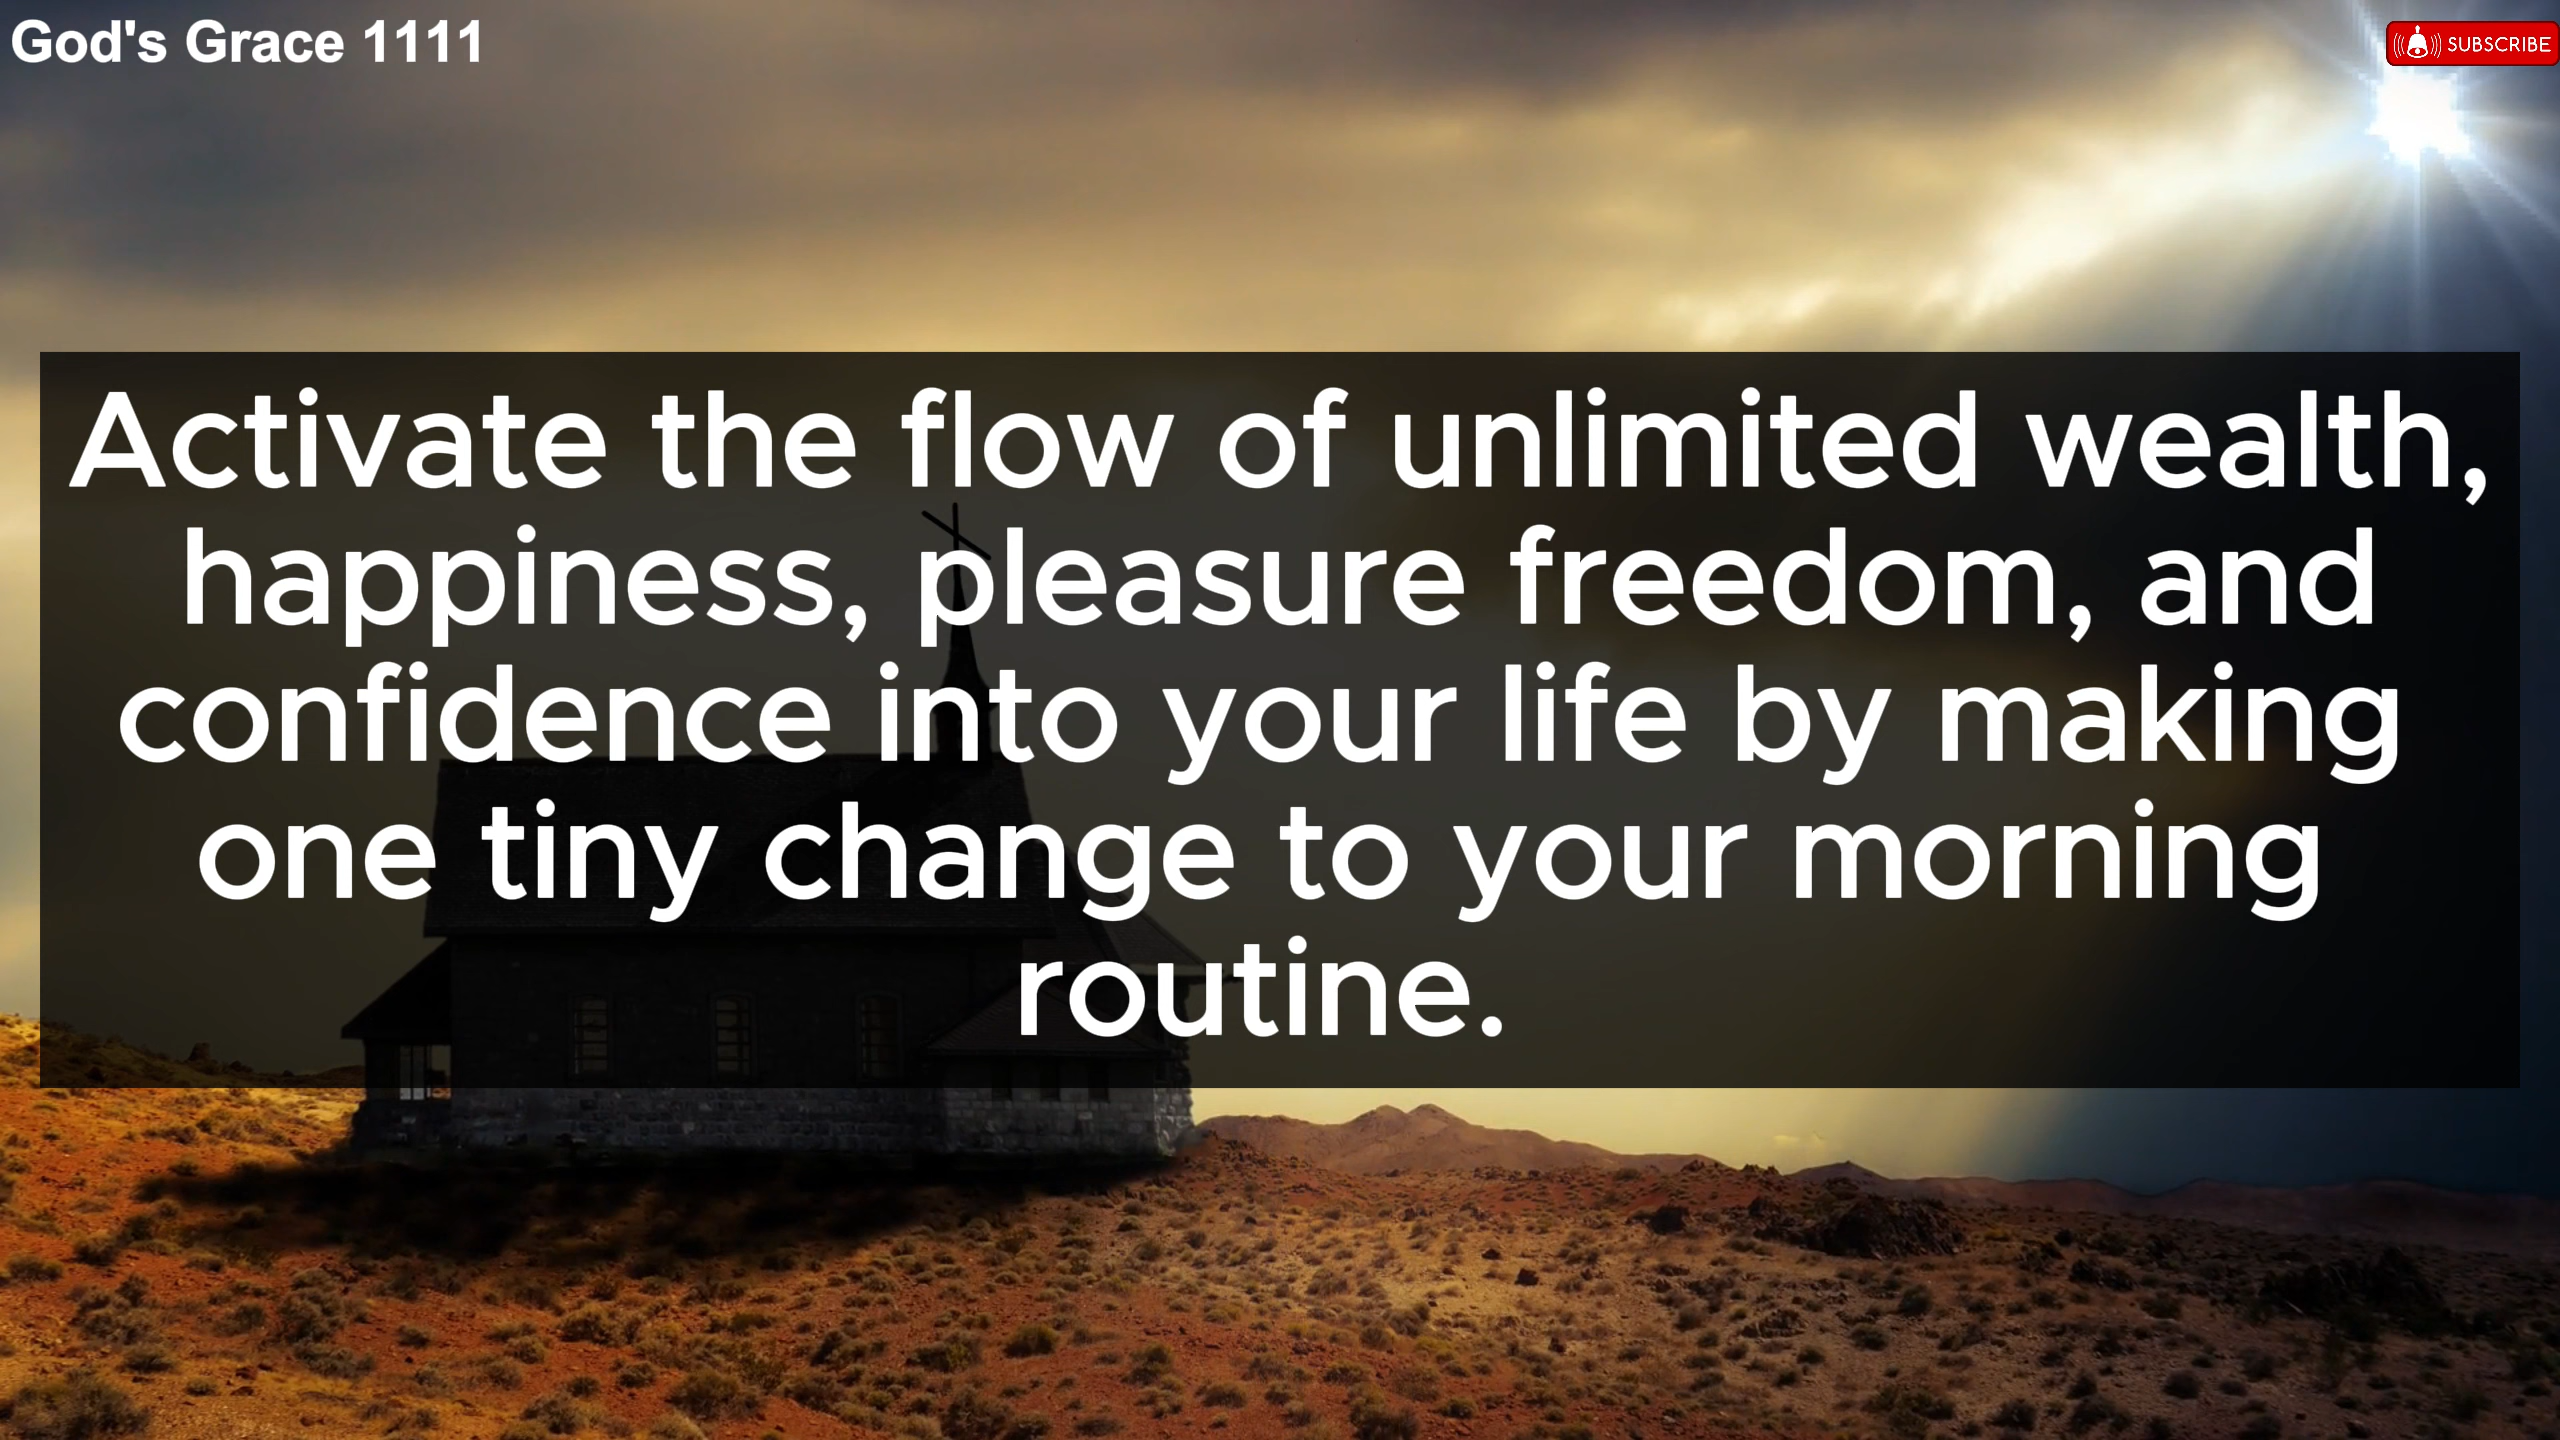 God's Grace 1111
SUBSCRIBE
Activate the flow of unlimited wealth,
happiness, pleasure freedom, and
confidence into your life by making
one tiny change to your morning
routine.